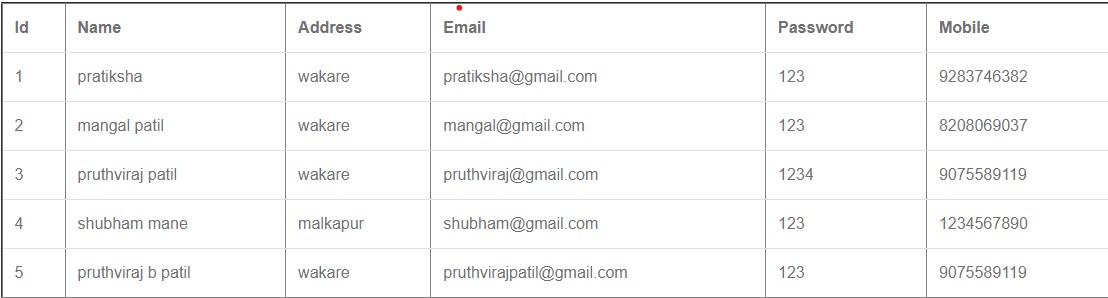 Id Name Address Email Password Mobile
1 pratiksha wakare pratiksha@gmail.com 123 9283746382
2 mangal patil wakare mangal@gmail.com 123 8208069037
3 pruthviraj patil wakare pruthviraj@gmail.com 1234 9075589119
4 shubham mane malkapur shubham@gmail.com 123 1234567890
5 pruthviraj b patil wakare pruthvirajpatil@gmail.com 123 9075589119